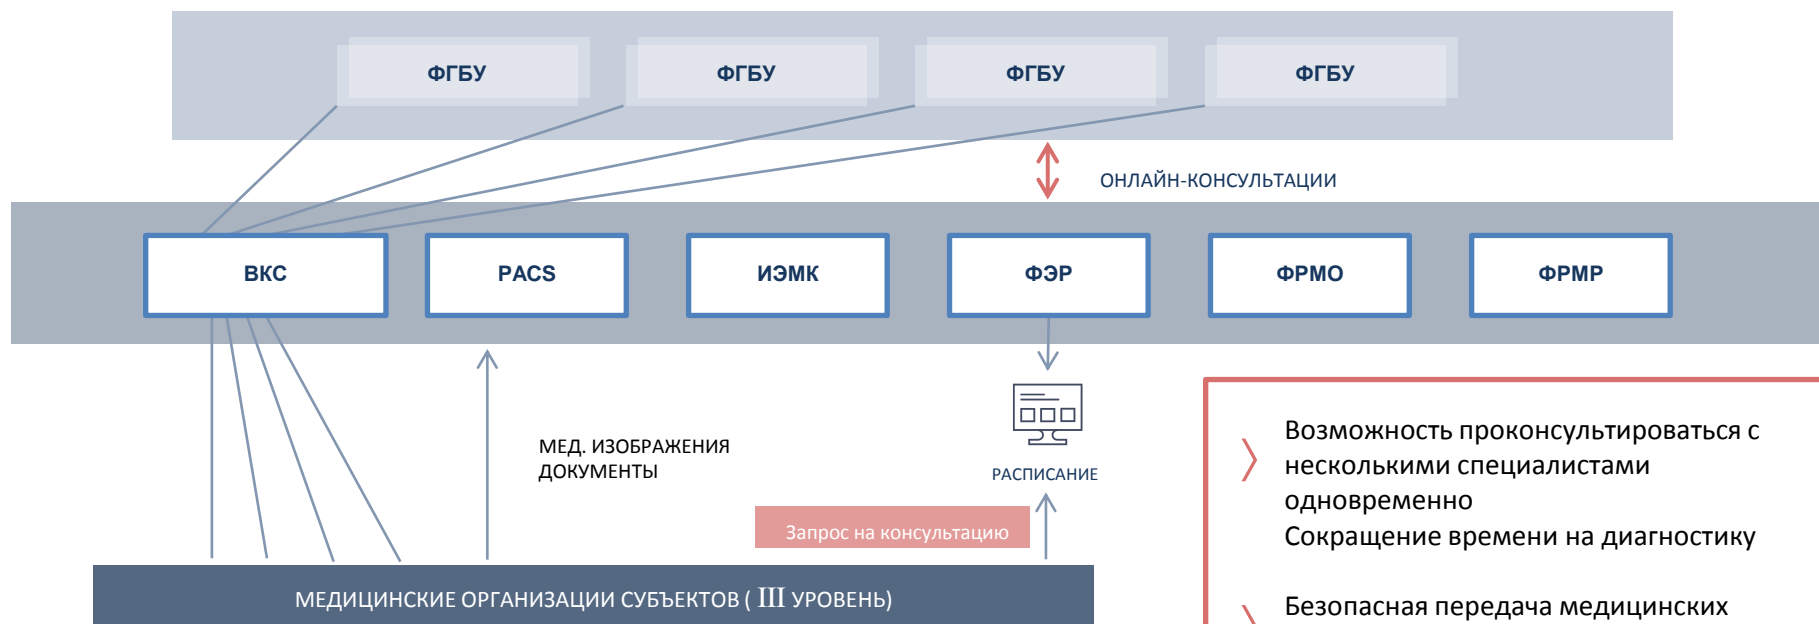 ФГБУ
ФГБУ
ФГБУ
ФГБУ
ОНЛАЙН-КОНСУЛЬТАЦИИ
ВКС
PACS
ИЭМК
ФЭР
ФРМО
ФРМР
МЕД. ИЗОБРАЖЕНИЯ
ДОКУМЕНТЫ
РАСПИСАНИЕ
Запрос на консультацию
МЕДИЦИНСКИЕ ОРГАНИЗАЦИИ СУБЪЕКТОВ ( III УРОВЕНЬ)
Возможность проконсультироваться с
несколькими специалистами
одновременно
Сокращение времени на диагностику
Безопасная передача медицинских